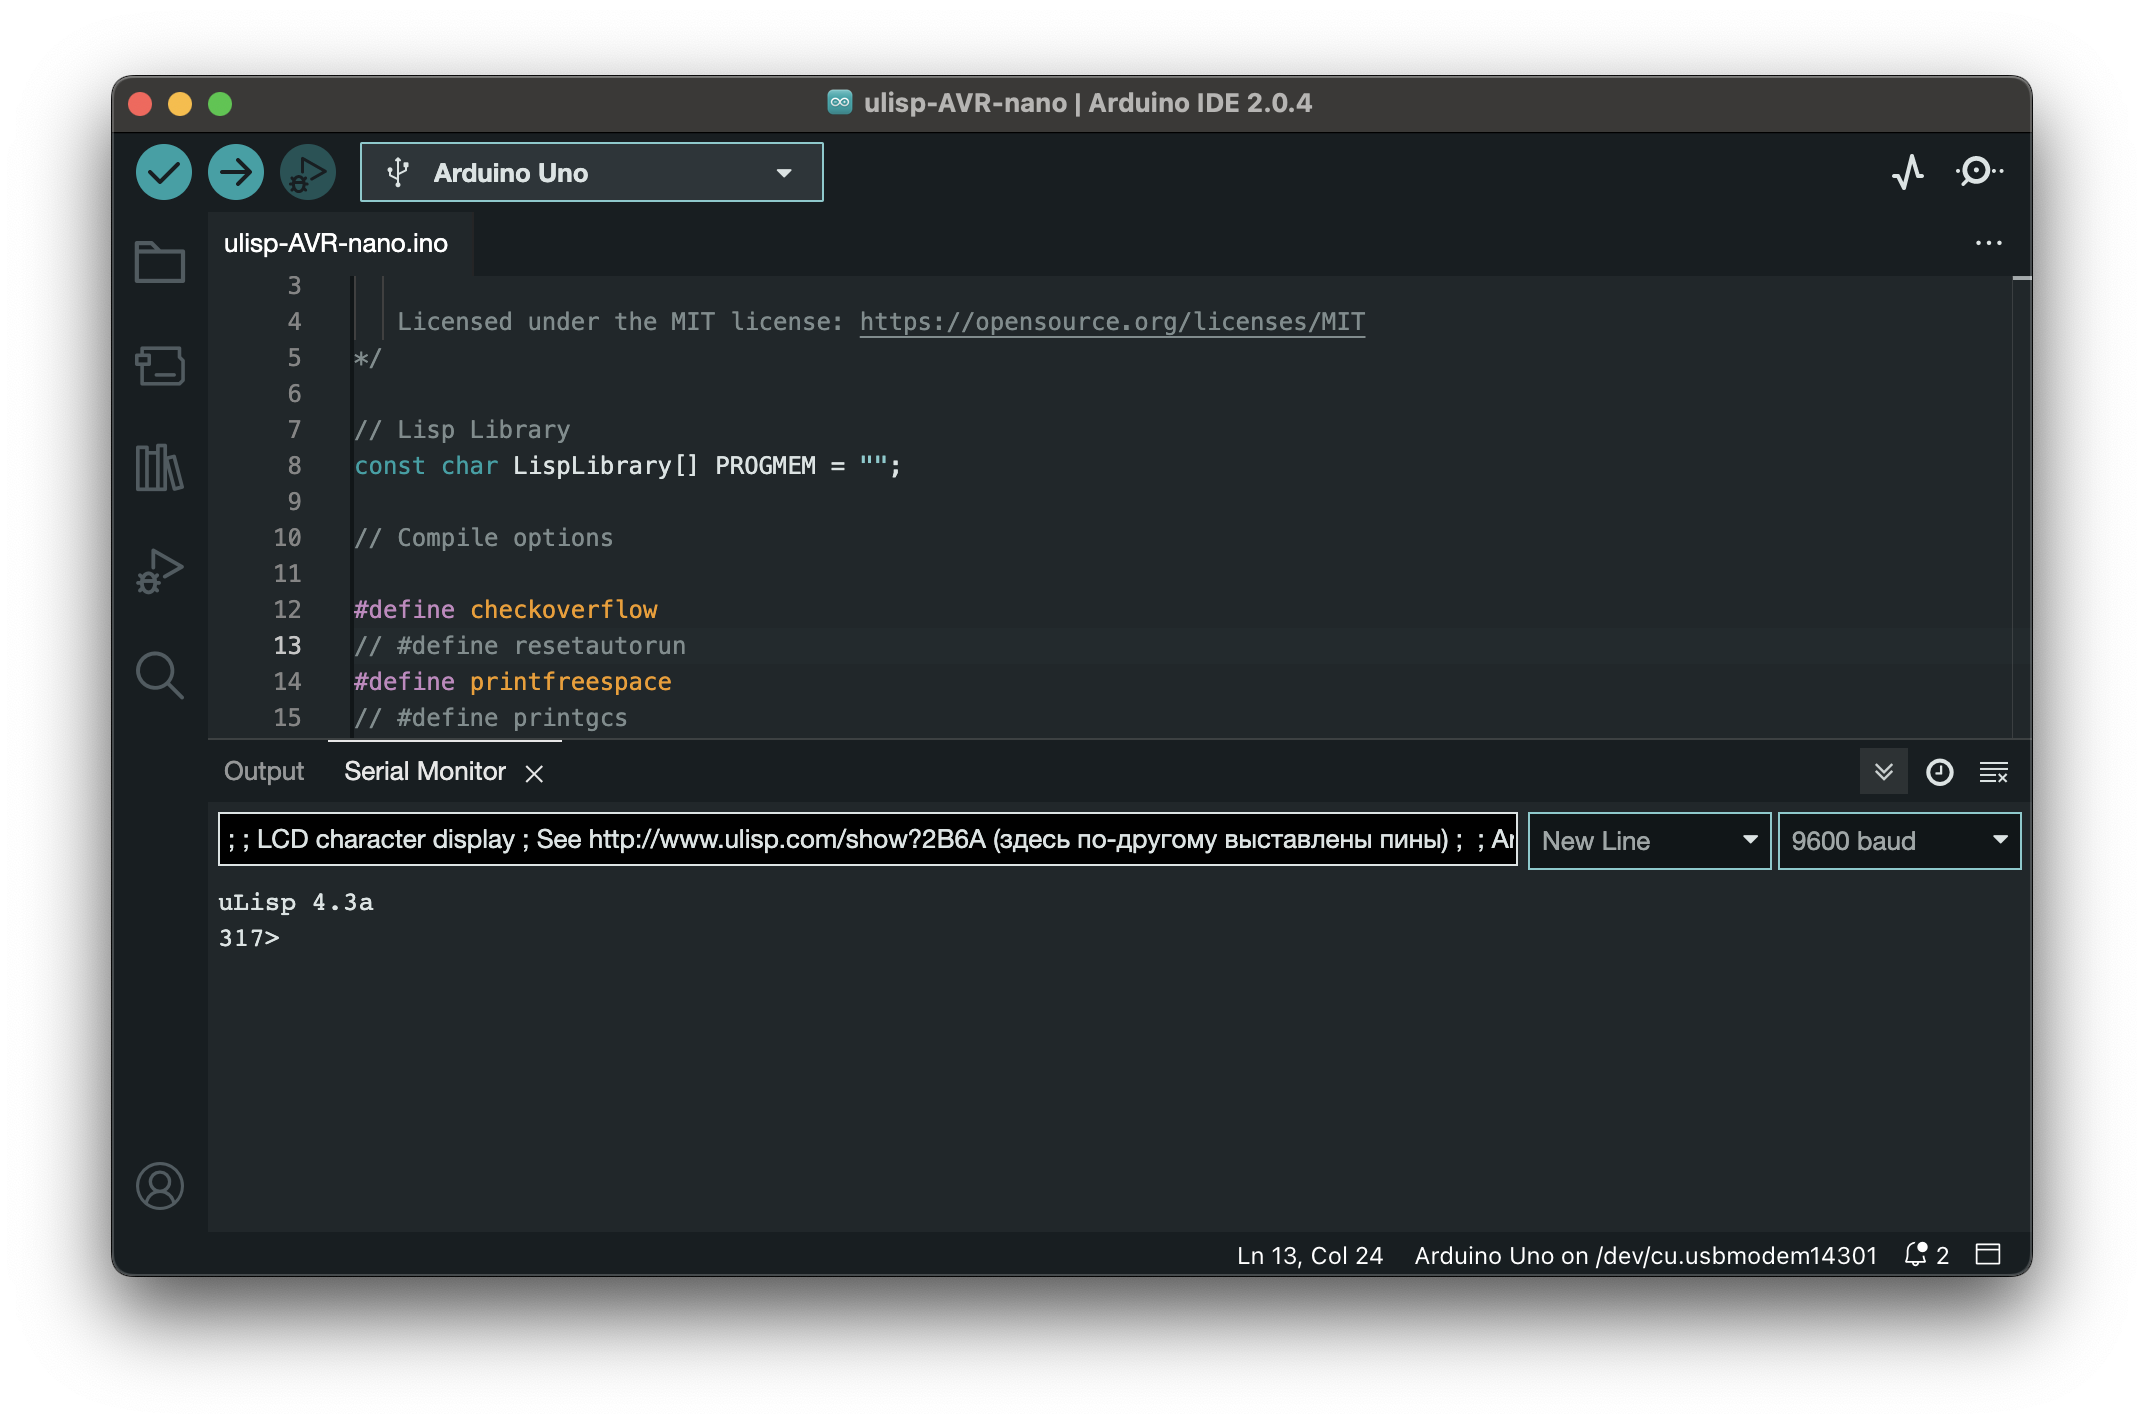 ulisp-AVR-nano | Arduino IDE 2.0.4
Arduino Uno
ulisp-AVR-nano.ino
3
4 Licensed under the MIT license: https://opensource.org/licenses/MIT
5 */
6
7 // Lisp Library
8 const char LispLibrary[] PROGMEM = "";
9
10 // Compile options
11
12 #define checkoverflow
13 // #define resetautorun
14 #define printfreespace
15 // #define printgcs
Output Serial Monitor
; ; LCD character display ; See http://www.ulisp.com/show?2B6A (здесь по-другому выставлены пины) ; ; Ar
New Line
9600 baud
uLisp 4.3a
317>
Ln 13, Col 24 Arduino Uno on /dev/cu.usbmodem14301 2